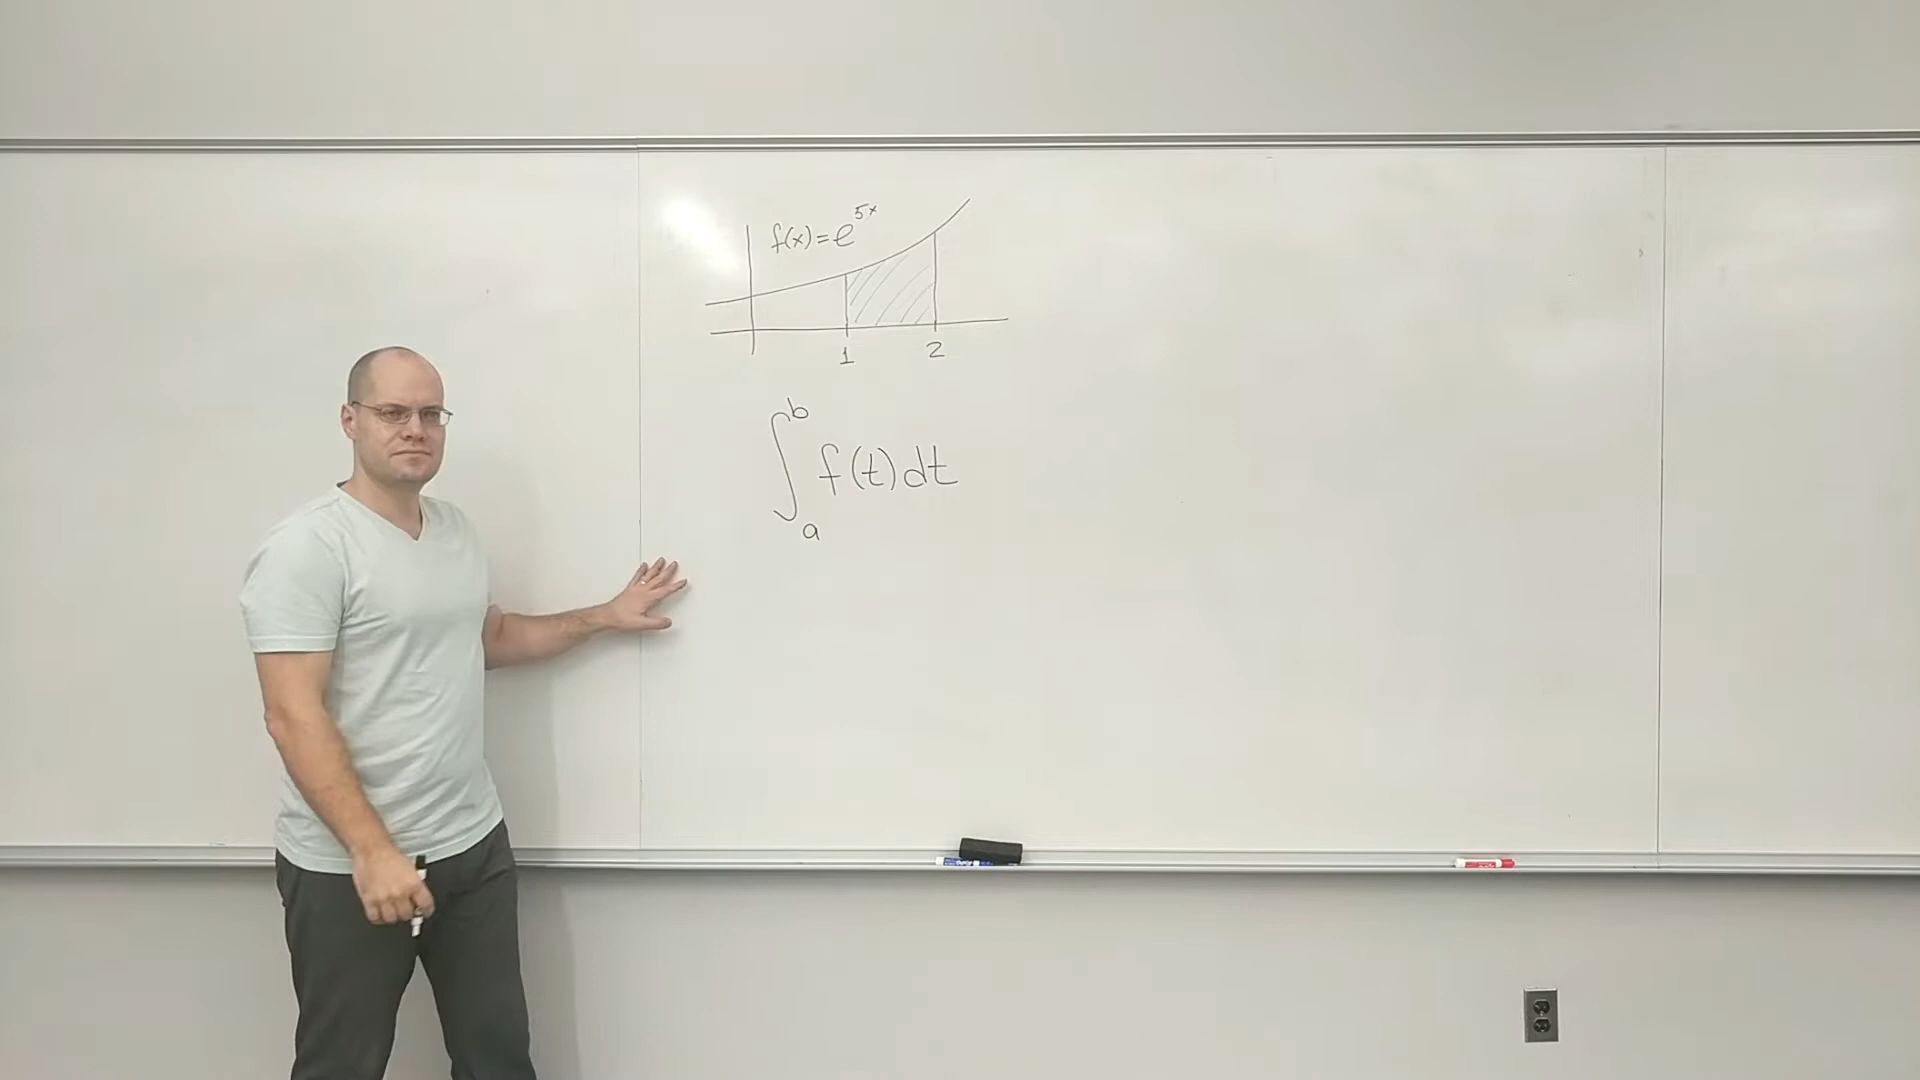 f(x)=e^{5x}
1 2
∫_a^b f(t)dt